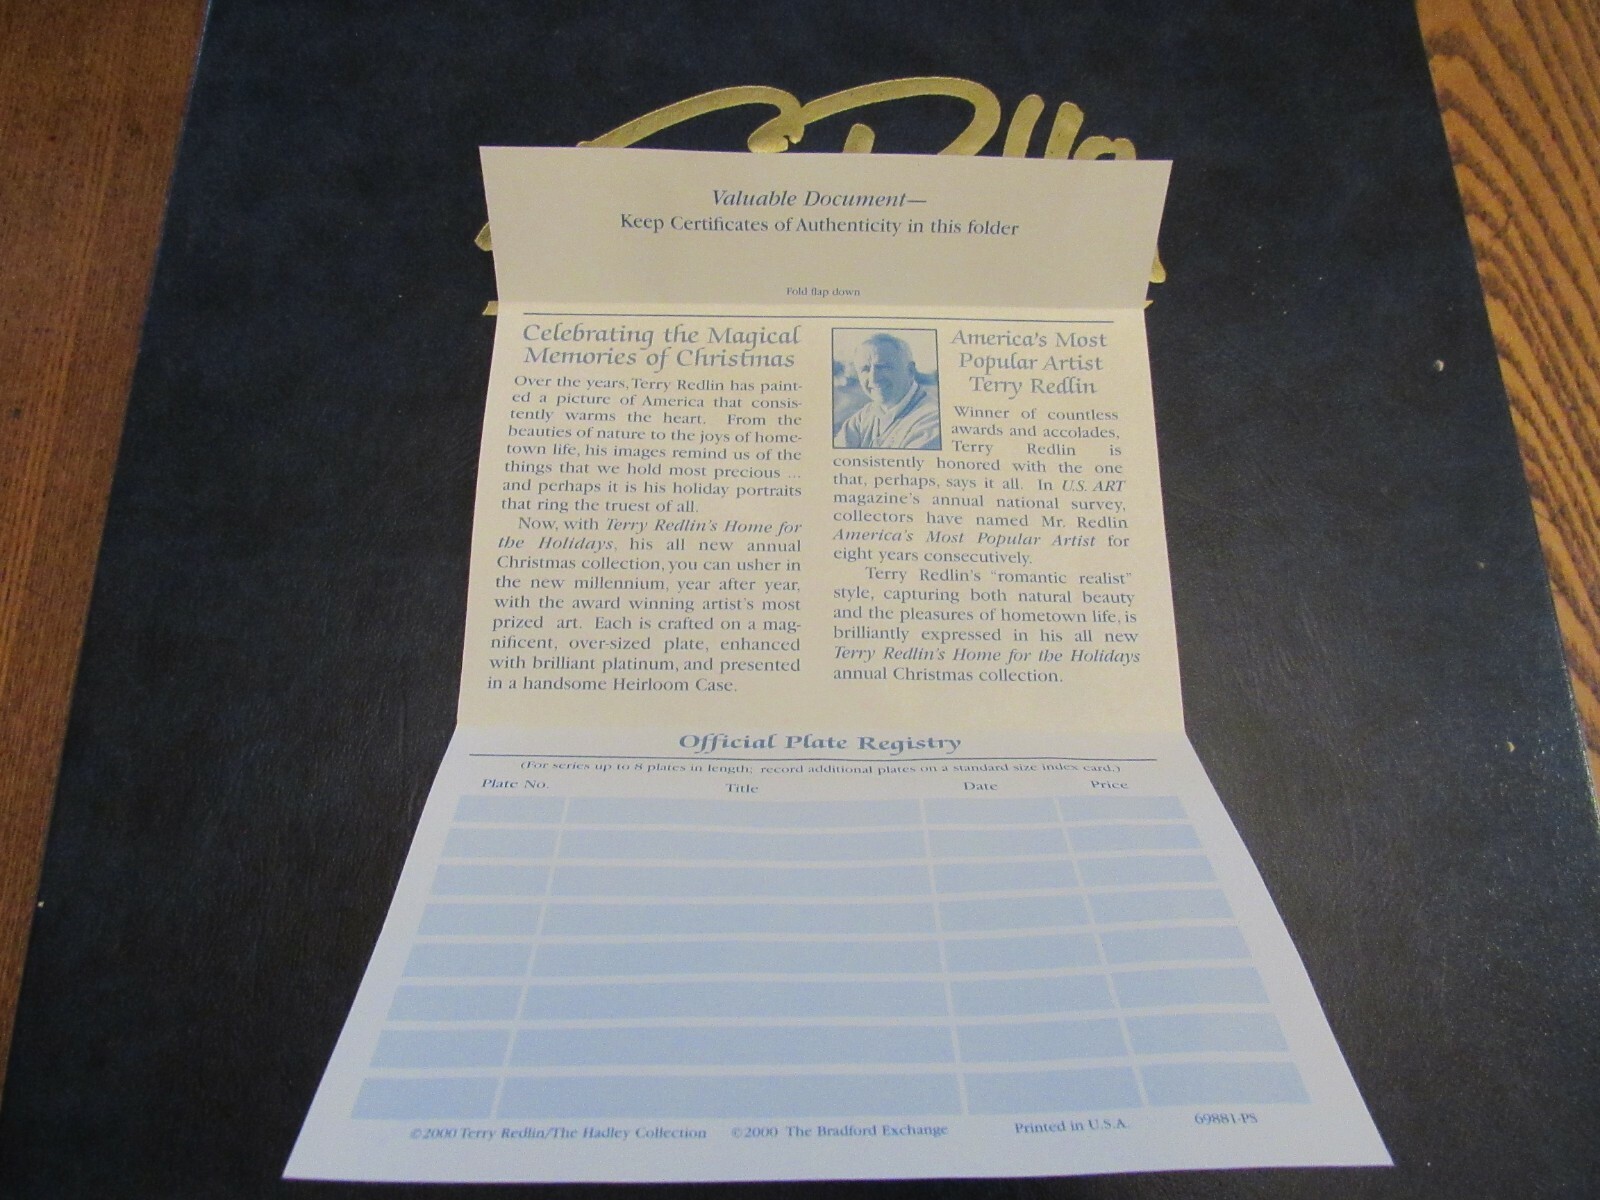 Valuable Document—
Keep Certificates of Authenticity in this folder
Fold flap down
Celebrating the Magical
Memories of Christmas
Over the years, Terry Redlin has paint-
ed a picture of America that consis-
tently warms the heart. From the
beauties of nature to the joys of home-
town life, his images remind us of the
things that we hold most precious ...
and perhaps it is his holiday portraits
that ring the truest of all.
Now, with Terry Redlin's Home for
the Holidays, his all new annual
Christmas collection, you can usher in
the new millennium, year after year,
with the award winning artist's most
prized art. Each is crafted on a mag-
nificent, over-sized plate, enhanced
with brilliant platinum, and presented
in a handsome Heirloom Case.
America's Most
Popular Artist
Terry Redlin
Winner of countless
awards and accolades,
Terry Redlin is
consistently honored with the one
that, perhaps, says it all. In U.S. ART
magazine's annual national survey,
collectors have named Mr. Redlin
America's Most Popular Artist for
eight years consecutively.
Terry Redlin's "romantic realist"
style, capturing both natural beauty
and the pleasures of hometown life, is
brilliantly expressed in his all new
Terry Redlin's Home for the Holidays
annual Christmas collection.
Official Plate Registry
(For series up to 8 plates in length; record additional plates on a standard size index card.)
Plate No. Title Date Price
©2000 Terry Redlin/The Hadley Collection ©2000 The Bradford Exchange Printed in U.S.A. 69881-PS